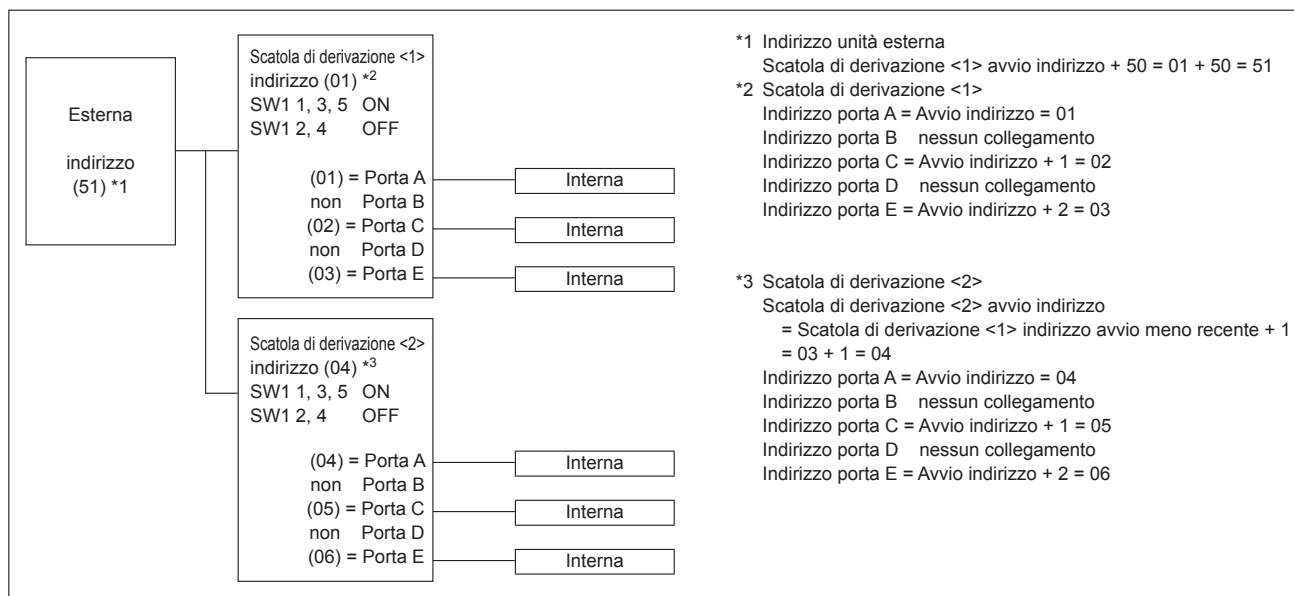 Esterna
indirizzo
(51) *1
Scatola di derivazione <1>
indirizzo (01) *2
SW1 1, 3, 5 ON
SW1 2, 4 OFF
(01) = Porta A
non Porta B
(02) = Porta C
non Porta D
(03) = Porta E
Interna
Interna
Interna
Scatola di derivazione <2>
indirizzo (04) *3
SW1 1, 3, 5 ON
SW1 2, 4 OFF
(04) = Porta A
non Porta B
(05) = Porta C
non Porta D
(06) = Porta E
Interna
Interna
Interna
*1 Indirizzo unità esterna
Scatola di derivazione <1> avvio indirizzo + 50 = 01 + 50 = 51
*2 Scatola di derivazione <1>
Indirizzo porta A = Avvio indirizzo = 01
Indirizzo porta B nessun collegamento
Indirizzo porta C = Avvio indirizzo + 1 = 02
Indirizzo porta D nessun collegamento
Indirizzo porta E = Avvio indirizzo + 2 = 03
*3 Scatola di derivazione <2>
Scatola di derivazione <2> avvio indirizzo
= Scatola di derivazione <1> indirizzo avvio meno recente + 1
= 03 + 1 = 04
Indirizzo porta A = Avvio indirizzo = 04
Indirizzo porta B nessun collegamento
Indirizzo porta C = Avvio indirizzo + 1 = 05
Indirizzo porta D nessun collegamento
Indirizzo porta E = Avvio indirizzo + 2 = 06